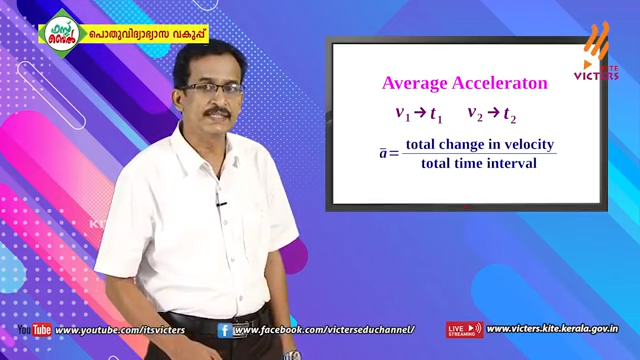 ഫസ്റ്റ്
ബെൽ
പൊതുവിദ്യാഭ്യാസ വകുപ്പ്
KITE
VICTERS
Average Acceleraton
v₁ → t₁ v₂ → t₂
ā = total change in velocity
total time interval
YouTube www.youtube.com/itsvicters
www.facebook.com/victerseduchannel/
LIVE STREAMING www.victers.kite.kerala.gov.in